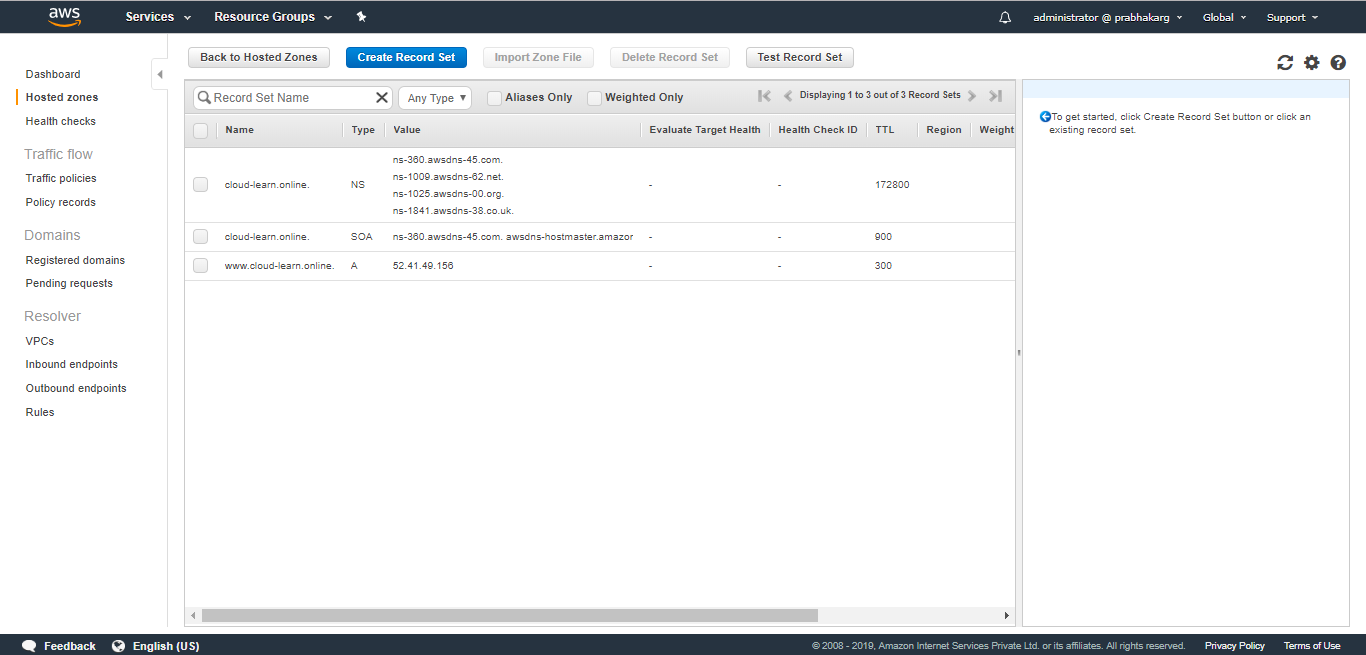 aws Services Resource Groups administrator @ prabhakarg Global Support
Back to Hosted Zones Create Record Set Import Zone File Delete Record Set Test Record Set
Dashboard
Hosted zones
Health checks
Traffic flow
Traffic policies
Policy records
Domains
Registered domains
Pending requests
Resolver
VPCs
Inbound endpoints
Outbound endpoints
Rules
Record Set Name Any Type Aliases Only Weighted Only Displaying 1 to 3 out of 3 Record Sets
Name Type Value Evaluate Target Health Health Check ID TTL Region Weight
ns-360.awsdns-45.com.
ns-1009.awsdns-62.net.
cloud-learn.online. NS - - 172800
ns-1025.awsdns-00.org.
ns-1841.awsdns-38.co.uk.
cloud-learn.online. SOA ns-360.awsdns-45.com. awsdns-hostmaster.amazor - - 900
www.cloud-learn.online. A 52.41.49.156 - - 300
To get started, click Create Record Set button or click an
existing record set.
Feedback English (US) © 2008 - 2019, Amazon Internet Services Private Ltd. or its affiliates. All rights reserved. Privacy Policy Terms of Use